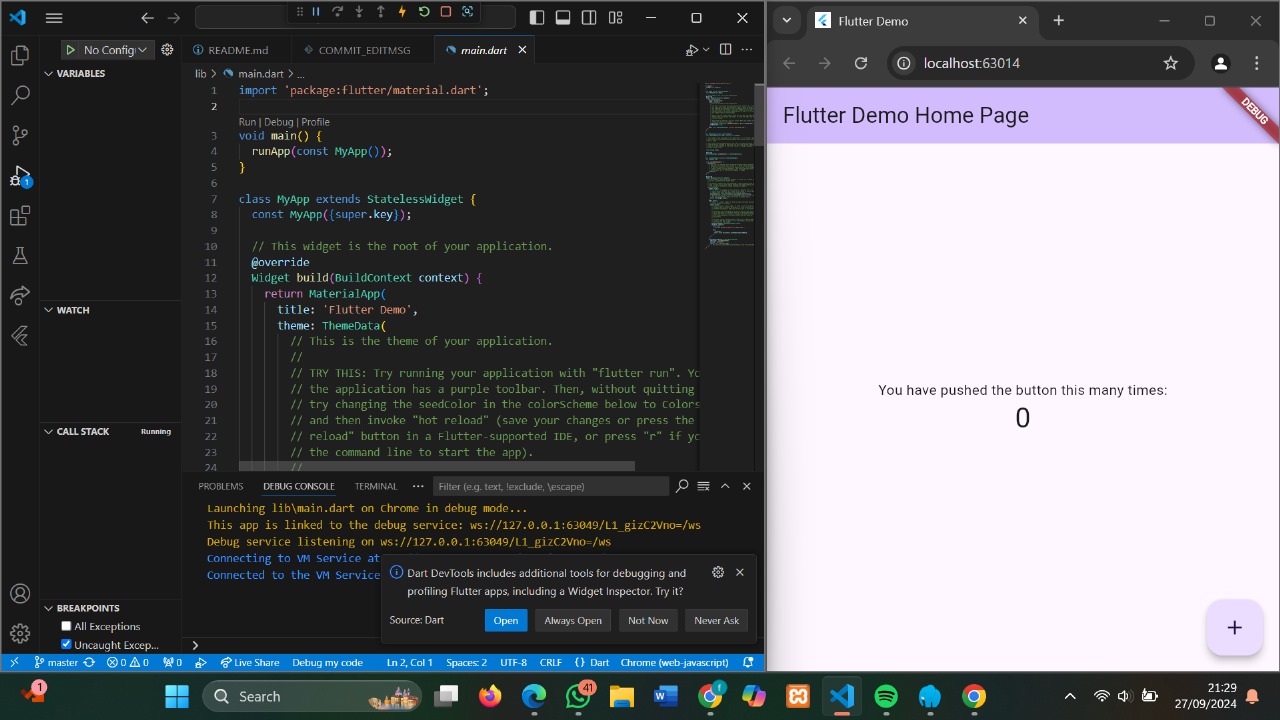 No Config
README.md
COMMIT_EDITMSG
main.dart
VARIABLES
lib > main.dart > ...
1 import 'package:flutter/material.dart';
2
Run | Debug | Profile
3 void main() {
4 runApp(const MyApp());
5 }
6
7 class MyApp extends StatelessWidget {
8 const MyApp({super.key});
9
10 // This widget is the root of your application.
11 @override
12 Widget build(BuildContext context) {
13 return MaterialApp(
14 title: 'Flutter Demo',
15 theme: ThemeData(
16 // This is the theme of your application.
17 //
18 // TRY THIS: Try running your application with "flutter run". Yo
19 // the application has a purple toolbar. Then, without quitting
20 // try changing the seedColor in the colorScheme below to Colors
21 // and then invoke "hot reload" (save your changes or press the
22 // reload" button in a Flutter-supported IDE, or press "r" if yo
23 // the command line to start the app).
24 //
1
WATCH
CALL STACK
Running
PROBLEMS
DEBUG CONSOLE
TERMINAL
Filter (e.g. text, !exclude, \escape)
Launching lib\main.dart on Chrome in debug mode...
This app is linked to the debug service: ws://127.0.0.1:63049/L1_gizC2Vno=/ws
Debug service listening on ws://127.0.0.1:63049/L1_gizC2Vno=/ws
Connecting to VM Service at
Connected to the VM Service
Dart DevTools includes additional tools for debugging and
profiling Flutter apps, including a Widget Inspector. Try it?
Source: Dart
Open
Always Open
Not Now
Never Ask
BREAKPOINTS
All Exceptions
Uncaught Excep...
master
0 0
0
Live Share
Debug my code
Ln 2, Col 1
Spaces: 2
UTF-8
CRLF
{} Dart
Chrome (web-javascript)
Flutter Demo
localhost:63014
Flutter Demo Home Page
DEBUG
You have pushed the button this many times:
0
+
1
Search
41
21:29
27/09/2024